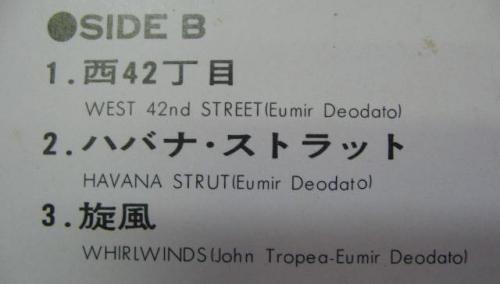 ●SIDE B
1.西42丁目
WEST 42nd STREET(Eumir Deodato)
2.ハバナ・ストラット
HAVANA STRUT(Eumir Deodato)
3.旋風
WHIRLWINDS(John Tropea-Eumir Deodato)